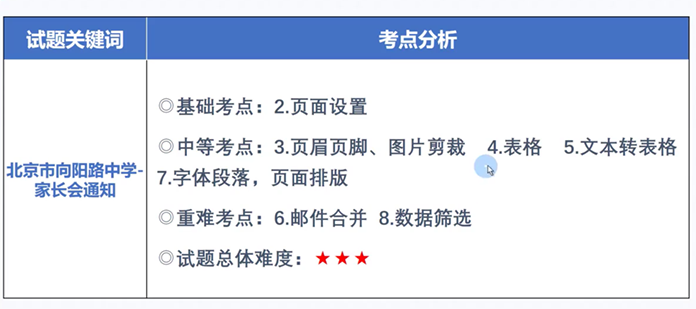 试题关键词
考点分析
北京市向阳路中学-
家长会通知
◎基础考点：2.页面设置
◎中等考点：3.页眉页脚、图片剪裁 4.表格 5.文本转表格
7.字体段落，页面排版
◎重难考点：6.邮件合并 8.数据筛选
◎试题总体难度：★★★